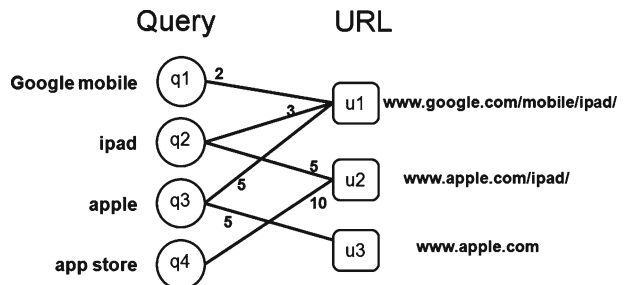 Query URL
Google mobile q1 2
3 u1 www.google.com/mobile/ipad/
ipad q2
5 u2 www.apple.com/ipad/
apple q3 5 10
5
u3 www.apple.com
app store q4